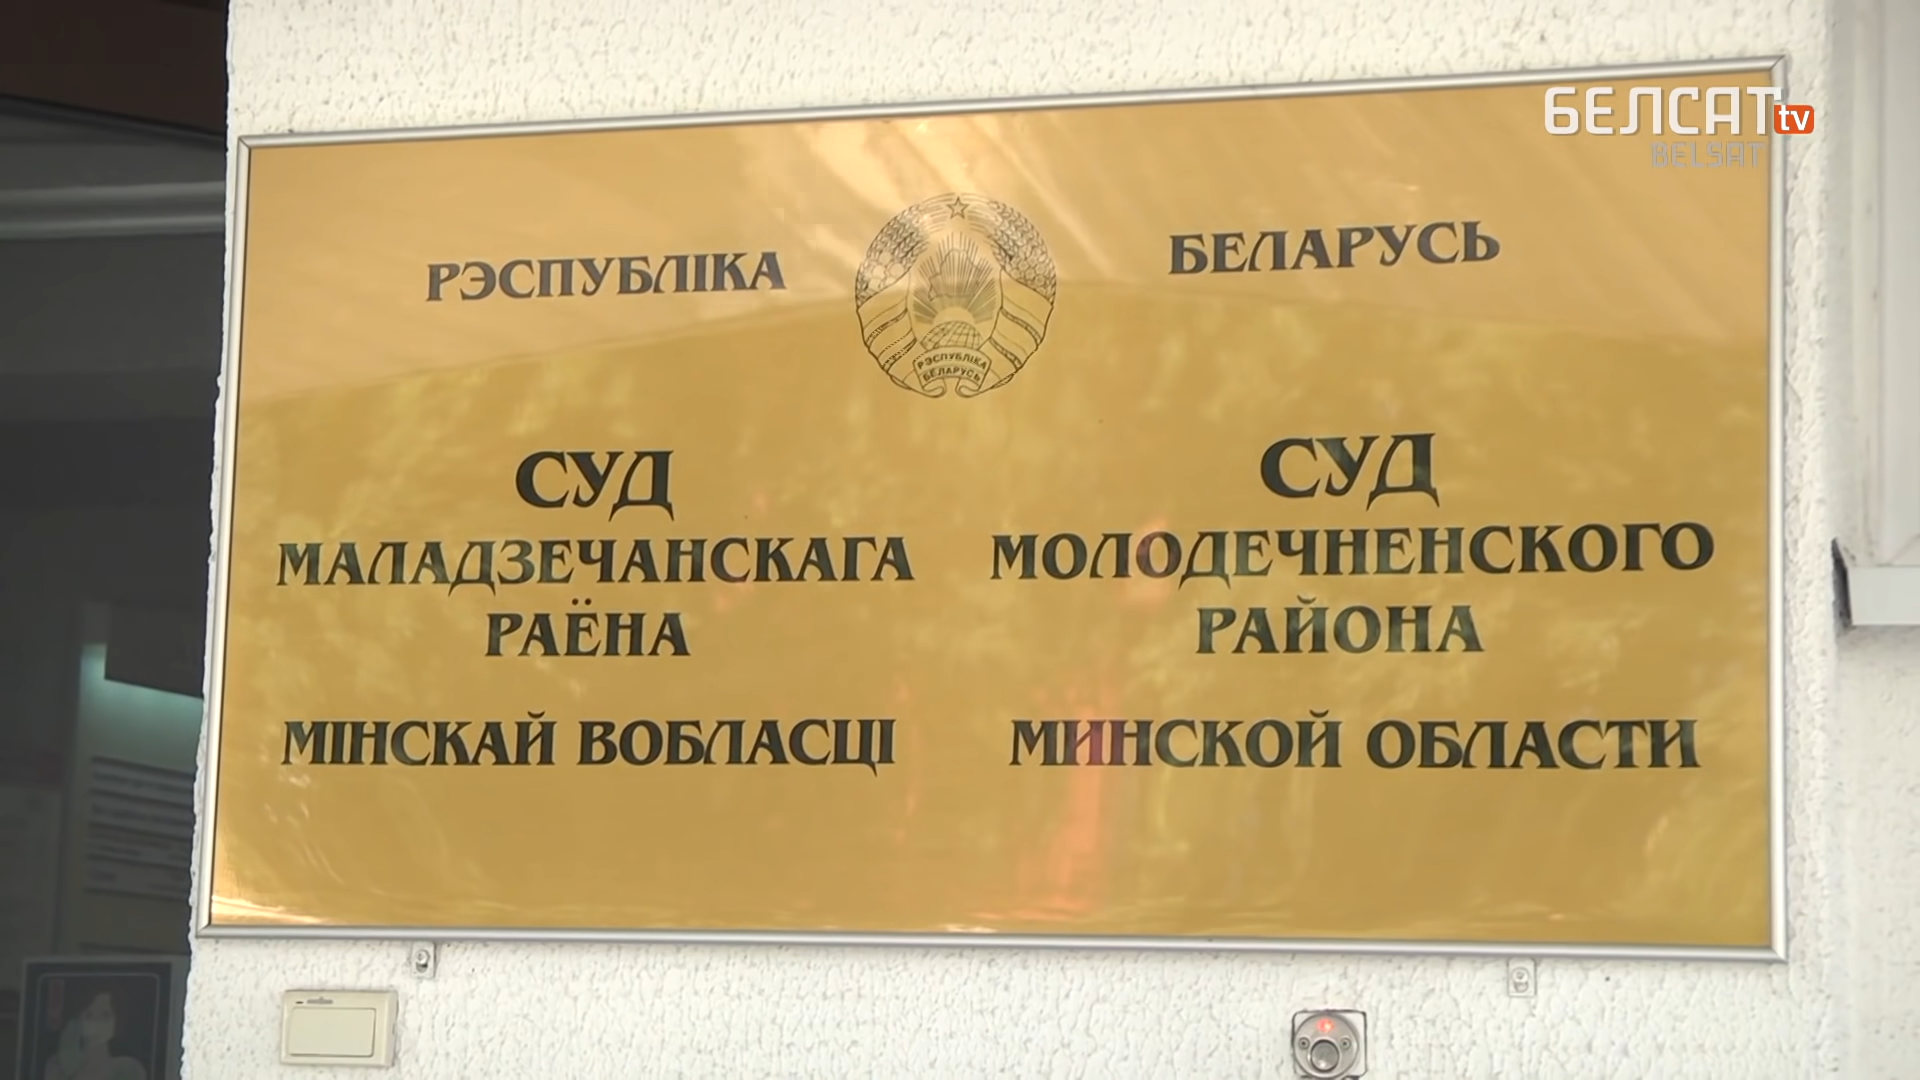 БЕЛСАТ tv
BELSAT
РЭСПУБЛІКА БЕЛАРУСЬ
РЭСПУБЛІКА
БЕЛАРУСЬ
СУД
МАЛАДЗЕЧАНСКАГА
РАЁНА
МІНСКАЙ ВОБЛАСЦІ
СУД
МОЛОДЕЧНЕНСКОГО
РАЙОНА
МИНСКОЙ ОБЛАСТИ